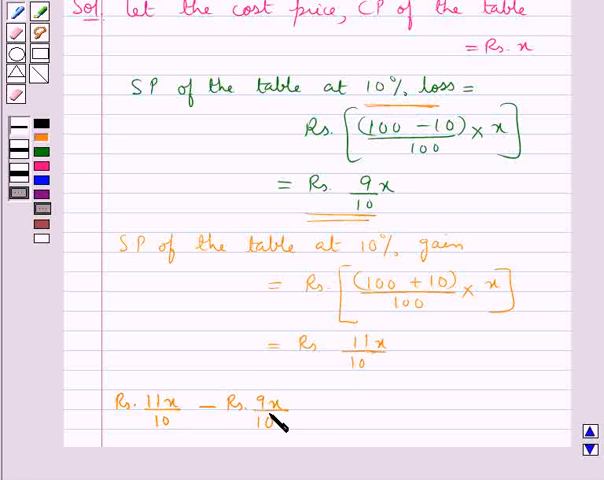 Sol. Let the cost price, CP of the table
= Rs. x
SP of the table at 10% loss =
Rs. [(100 - 10)/100 × x]
= Rs. 9/10 x
SP of the table at 10% gain
= Rs. [(100 + 10)/100 × x]
= Rs 11x/10
Rs. 11x/10 - Rs. 9x/10